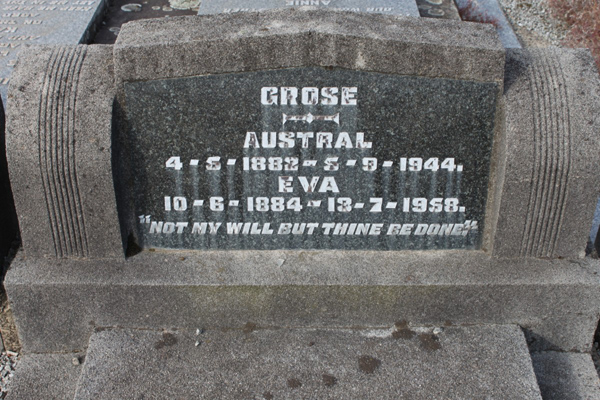 GROSE
AUSTRAL
4-5-1882-5-9-1944.
EVA
10-6-1884-13-7-1958.
"NOT MY WILL BUT THINE BE DONE."